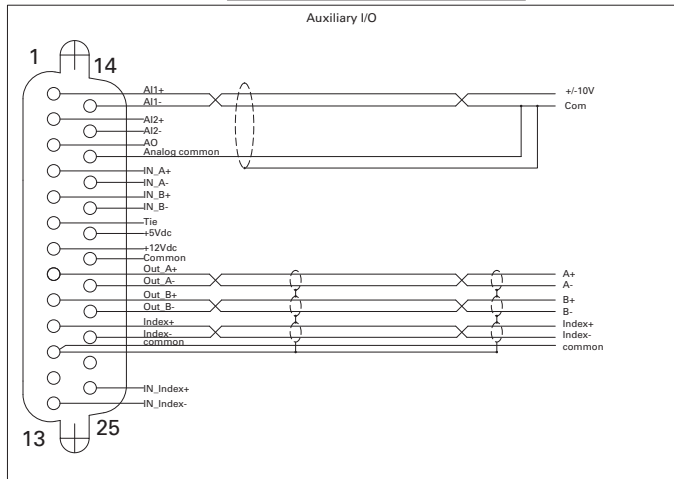 Auxiliary I/O
1
14
AI1+
AI1-
AI2+
AI2-
AO
Analog common
IN_A+
IN_A-
IN_B+
IN_B-
Tie
+5Vdc
+12Vdc
Common
Out_A+
Out_A-
Out_B+
Out_B-
Index+
Index-
common
IN_Index+
IN_Index-
13
25
+/-10V
Com
A+
A-
B+
B-
Index+
Index-
common